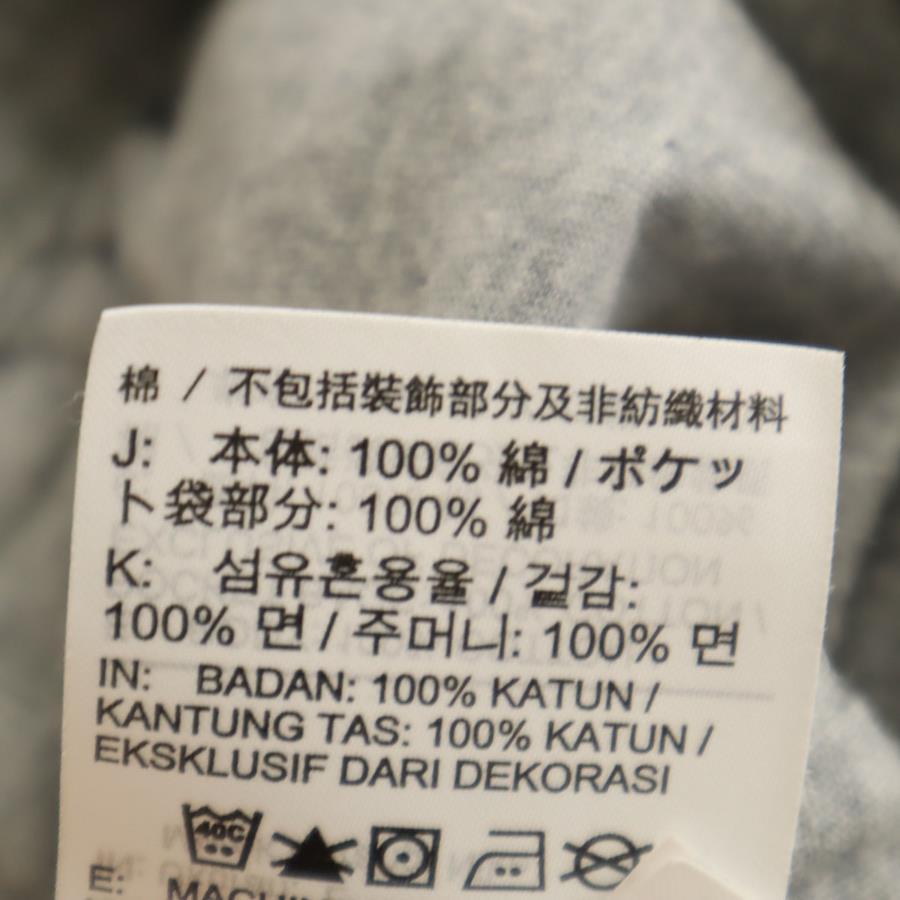 棉 / 不包括裝飾部分及非紡織材料
J: 本体: 100% 綿 / ポケッ
ト袋部分: 100% 綿
K: 섬유혼용율 / 겉감:
100% 면 / 주머니: 100% 면
IN: BADAN: 100% KATUN /
KANTUNG TAS: 100% KATUN /
EKSKLUSIF DARI DEKORASI
40C
E: